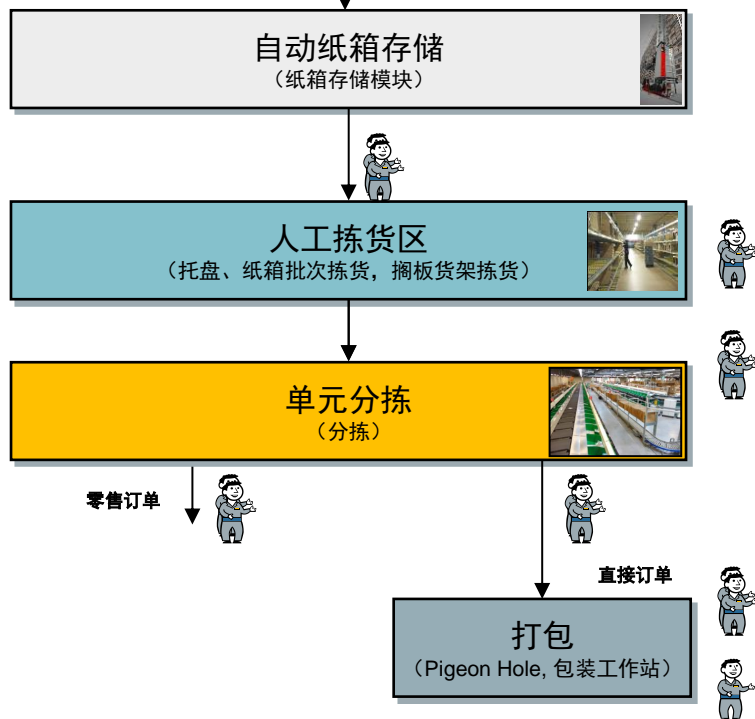 自动纸箱存储
（纸箱存储模块）
人工拣货区
（托盘、纸箱批次拣货，搁板货架拣货）
单元分拣
（分拣）
零售订单
直接订单
打包
（Pigeon Hole, 包装工作站）